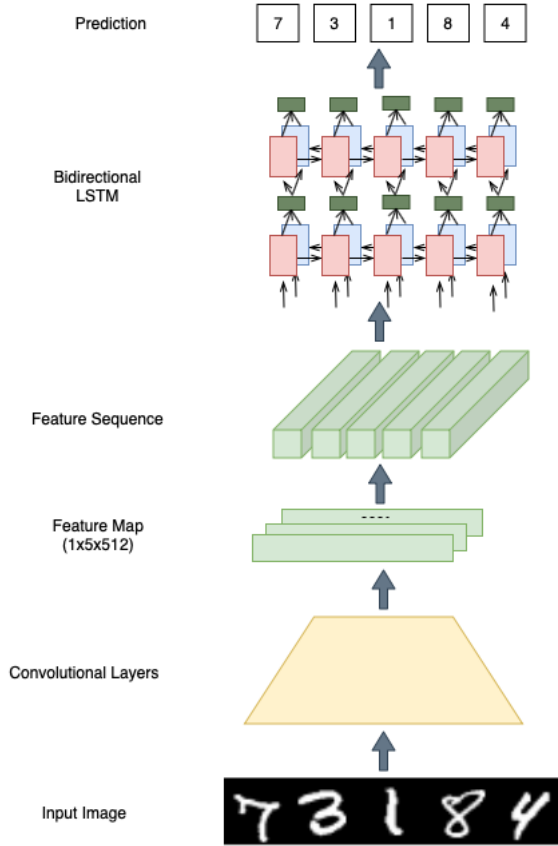 Prediction
7 3 1 8 4
Bidirectional
LSTM
Feature Sequence
Feature Map
(1x5x512)
Convolutional Layers
Input Image
7 3 1 8 4